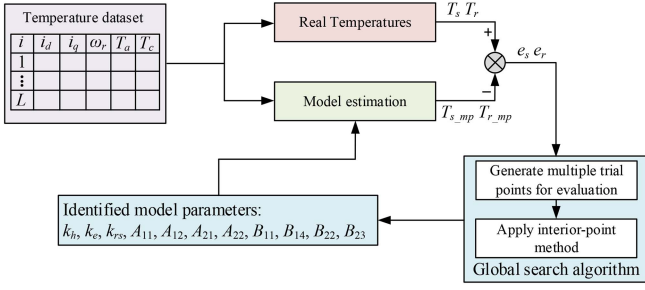 Temperature dataset
i i_d i_q ω_r T_a T_c
1
⋮
L
Real Temperatures
T_s T_r
+
e_s e_r
Model estimation
−
T_s_mp T_r_mp
Generate multiple trial
points for evaluation
Apply interior-point
method
Global search algorithm
Identified model parameters:
k_h, k_e, k_rs, A_11, A_12, A_21, A_22, B_11, B_14, B_22, B_23